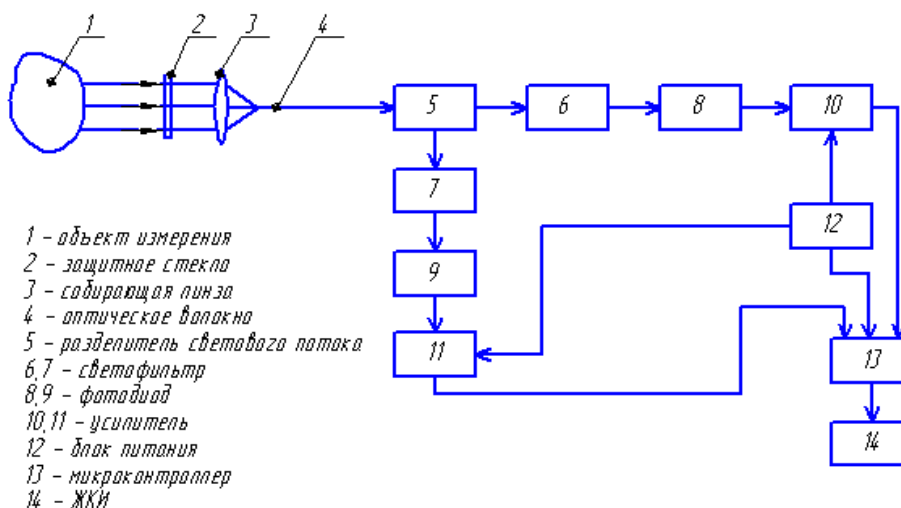 1 2 3 4
5 6 8 10
7
12
9
11
13
14
1 - объект измерения
2 - защитное стекло
3 - собирающая линза
4 - оптическое волокно
5 - разделитель светового потока
6,7 - светофильтр
8,9 - фотодиод
10,11 - усилитель
12 - блок питания
13 - микроконтроллер
14 - ЖКИ